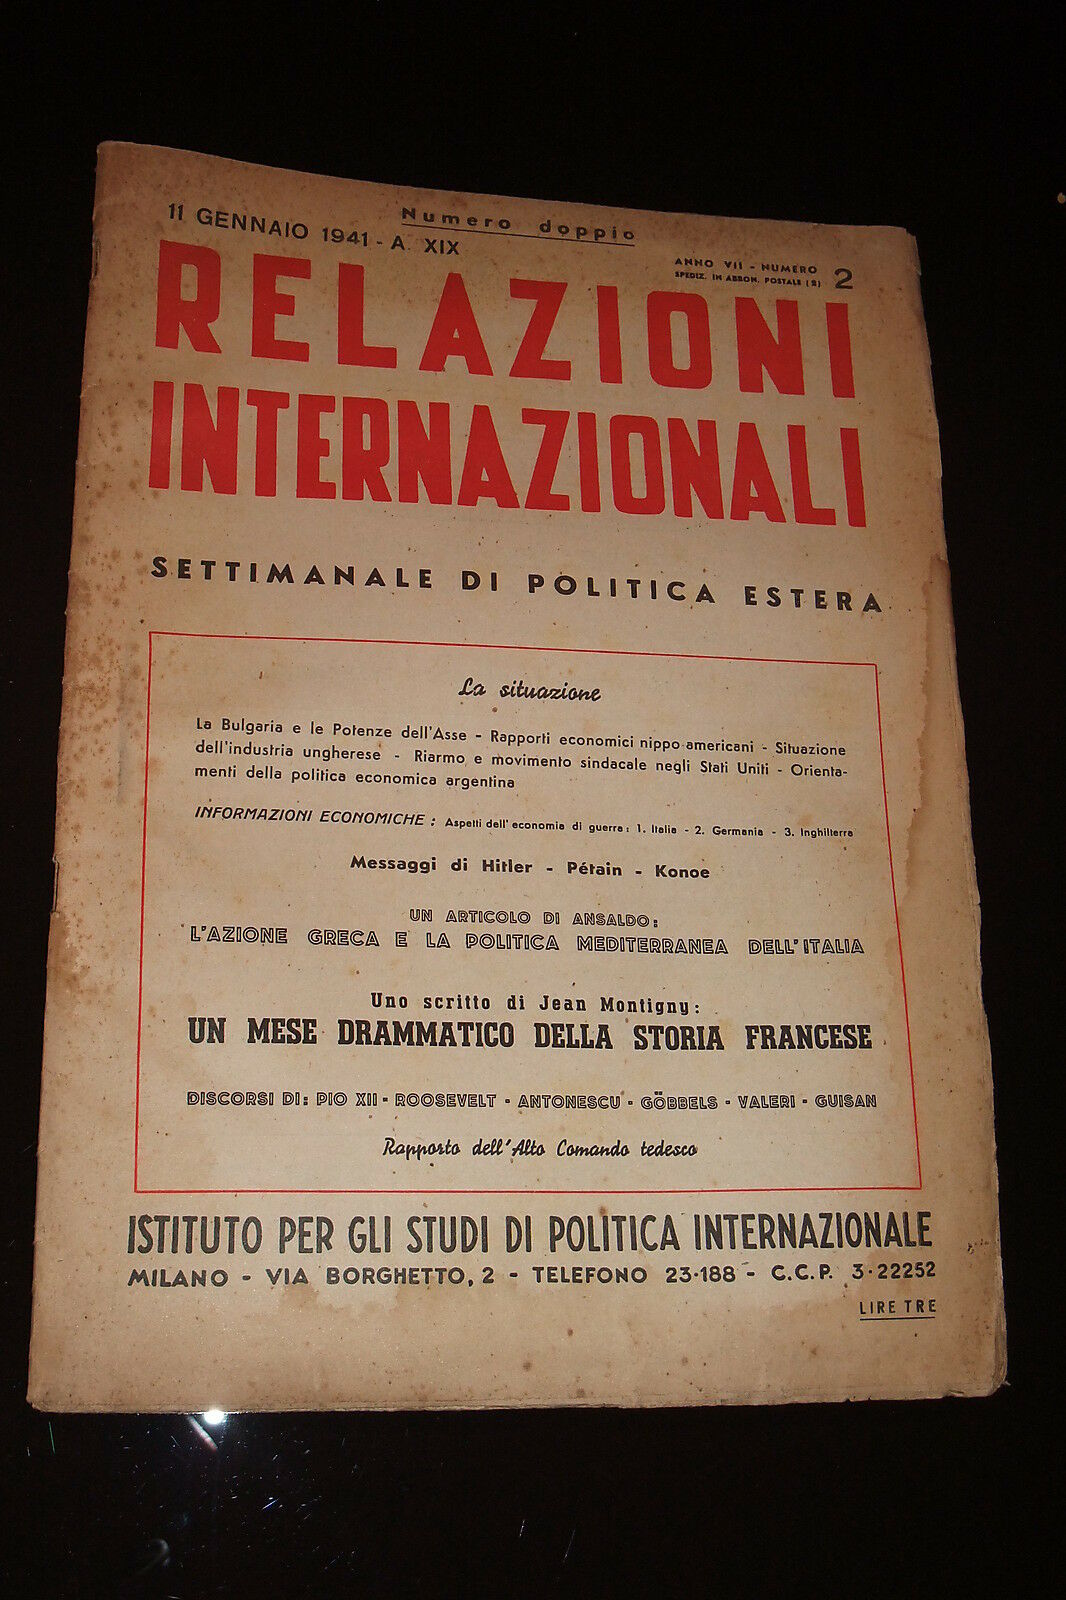 Numero doppio
11 GENNAIO 1941 - A. XIX
ANNO VII - NUMERO 2
SPEDIZ. IN ABBON. POSTALE (2)
RELAZIONI
INTERNAZIONALI
SETTIMANALE DI POLITICA ESTERA
La situazione
La Bulgaria e le Potenze dell'Asse - Rapporti economici nippo-americani - Situazione
dell'industria ungherese - Riarmo e movimento sindacale negli Stati Uniti - Orienta-
menti della politica economica argentina
INFORMAZIONI ECONOMICHE : Aspetti dell'economia di guerra: 1. Italia - 2. Germania - 3. Inghilterra
Messaggi di Hitler - Pétain - Konoe
UN ARTICOLO DI ANSALDO:
L'AZIONE GRECA E LA POLITICA MEDITERRANEA DELL'ITALIA
Uno scritto di Jean Montigny:
UN MESE DRAMMATICO DELLA STORIA FRANCESE
DISCORSI DI: PIO XII - ROOSEVELT - ANTONESCU - GÖBBELS - VALERI - GUISAN
Rapporto dell'Alto Comando tedesco
ISTITUTO PER GLI STUDI DI POLITICA INTERNAZIONALE
MILANO - VIA BORGHETTO, 2 - TELEFONO 23-188 - C.C.P. 3-22252
LIRE TRE